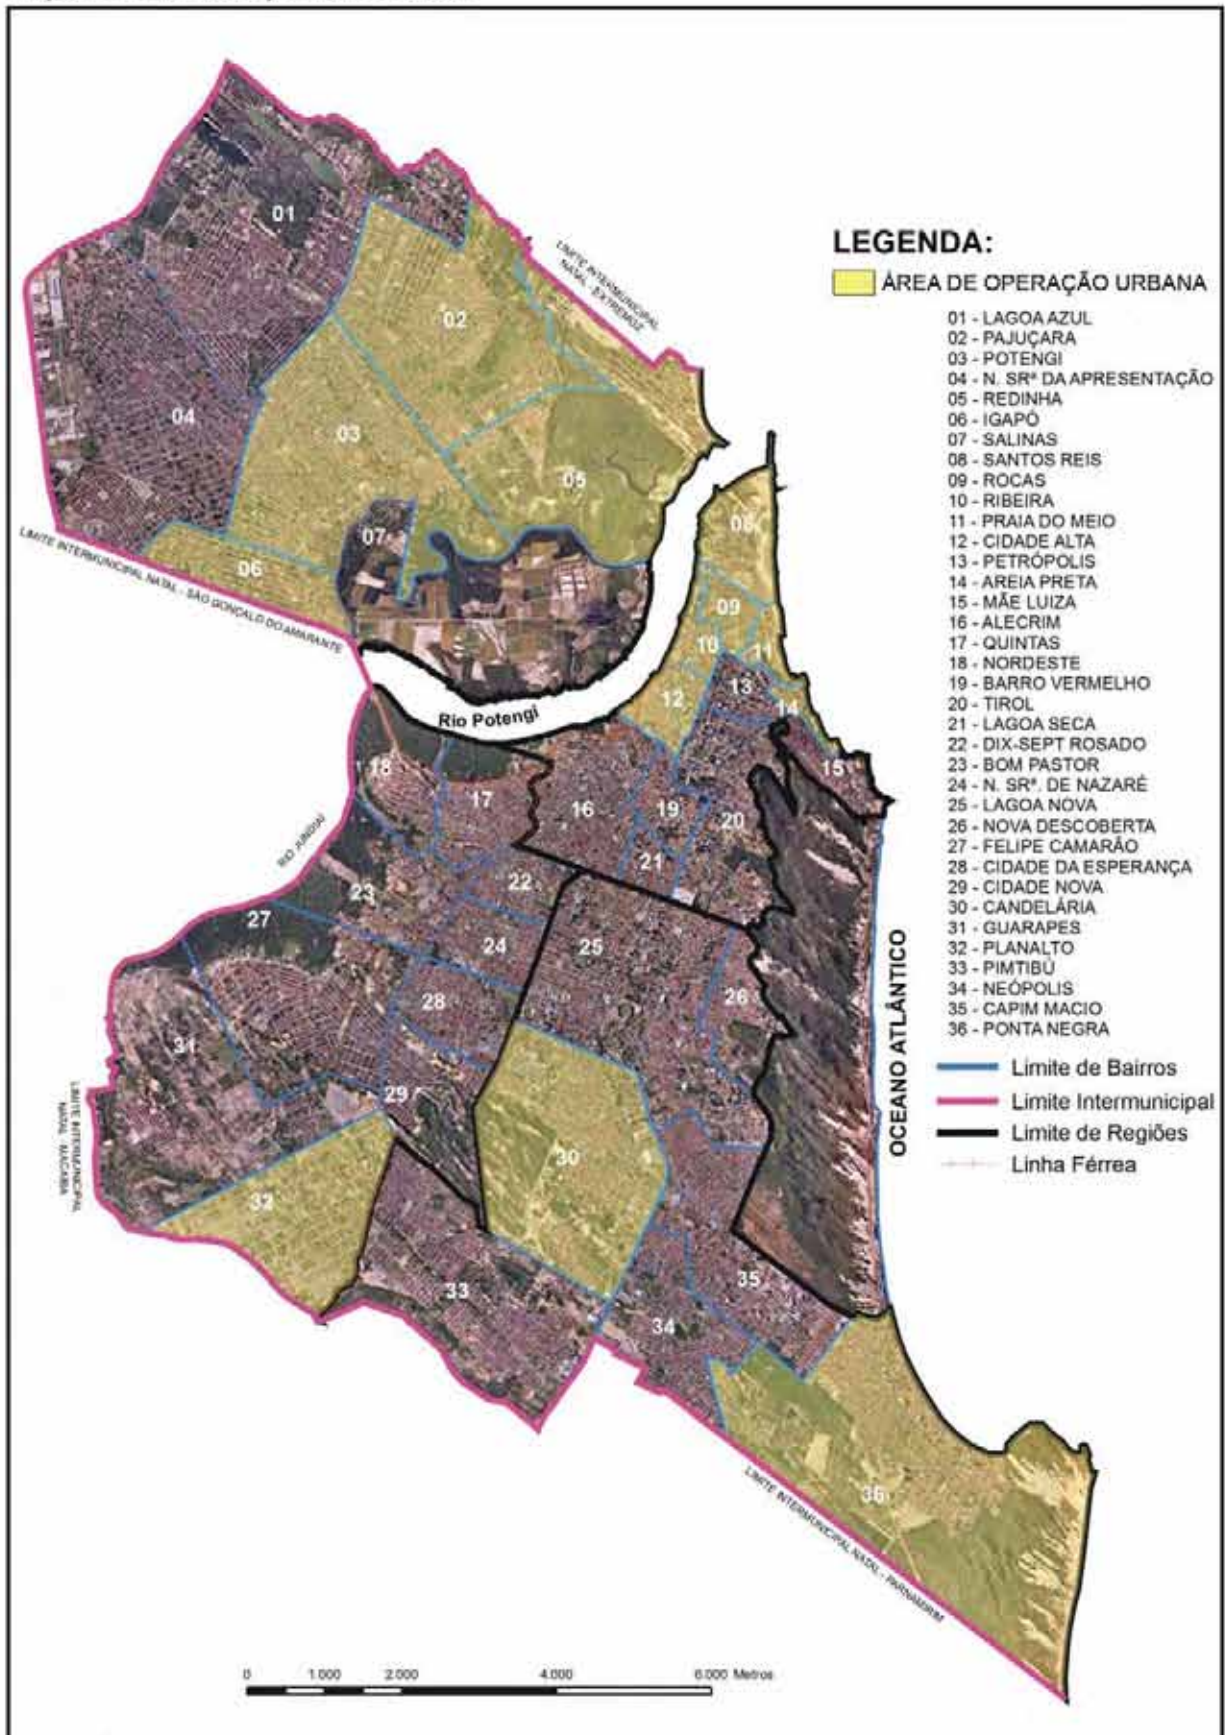 LEGENDA:
ÁREA DE OPERAÇÃO URBANA
01 - LAGOA AZUL
02 - PAJUÇARA
03 - POTENGI
04 - N. SRª DA APRESENTAÇÃO
05 - REDINHA
06 - IGAPÓ
07 - SALINAS
08 - SANTOS REIS
09 - ROCAS
10 - RIBEIRA
11 - PRAIA DO MEIO
12 - CIDADE ALTA
13 - PETRÓPOLIS
14 - AREIA PRETA
15 - MÃE LUIZA
16 - ALECRIM
17 - QUINTAS
18 - NORDESTE
19 - BARRO VERMELHO
20 - TIROL
21 - LAGOA SECA
22 - DIX-SEPT ROSADO
23 - BOM PASTOR
24 - N. SRª. DE NAZARÉ
25 - LAGOA NOVA
26 - NOVA DESCOBERTA
27 - FELIPE CAMARÃO
28 - CIDADE DA ESPERANÇA
29 - CIDADE NOVA
30 - CANDELÁRIA
31 - GUARAPES
32 - PLANALTO
33 - PIMTIBÚ
34 - NEÓPOLIS
35 - CAPIM MACIO
36 - PONTA NEGRA
Limite de Bairros
Limite Intermunicipal
Limite de Regiões
Linha Férrea
01
LIMITE INTERMUNICIPAL
NATAL - EXTREMOZ
02
04
03
05
08
07
06
LIMITE INTERMUNICIPAL NATAL - SÃO GONÇALO DO AMARANTE
09
10
11
12
13
14
Rio Potengi
15
18
17
16
19
20
RIO JUNDIAÍ
21
22
23
27
24
25
OCEANO ATLÂNTICO
28
26
31
29
LIMITE INTERMUNICIPAL
NATAL - MACAÍBA
30
32
33
35
34
36
LIMITE INTERMUNICIPAL NATAL - PARNAMIRIM
0 1.000 2.000 4.000 6.000 Metros